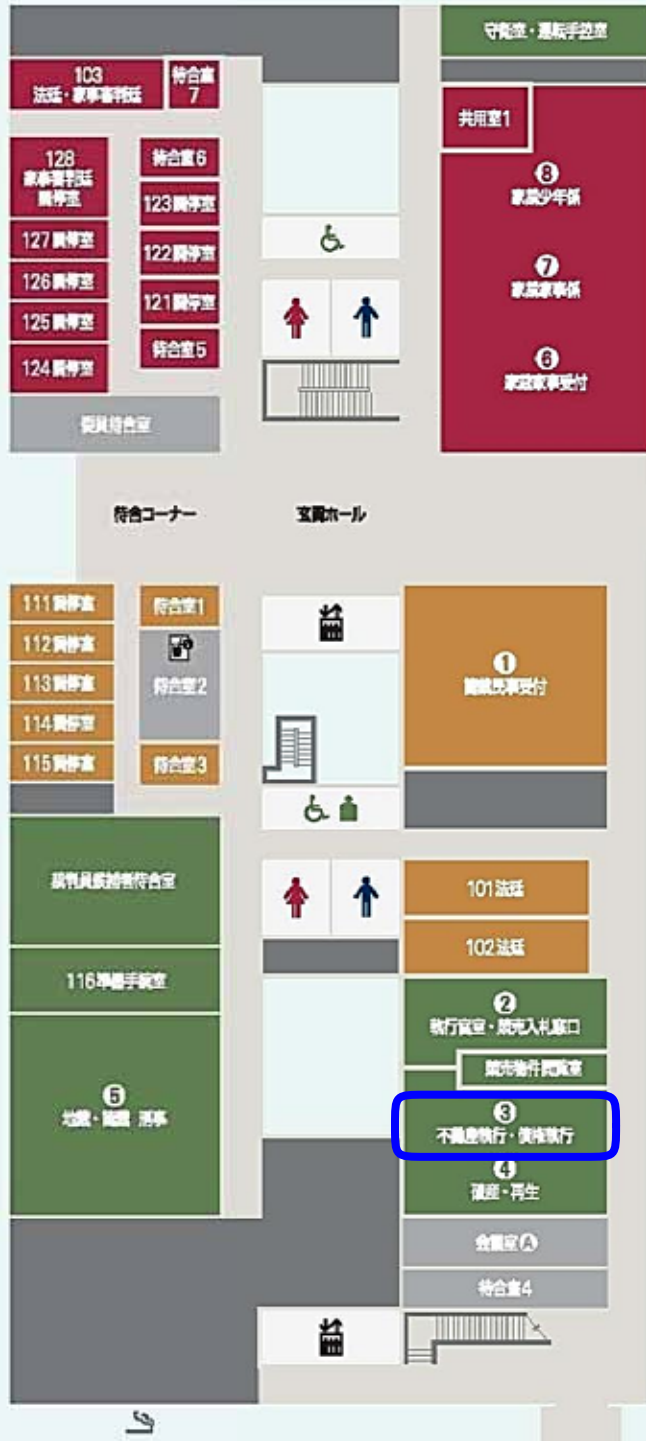 守衛室・運転手控室
103
法廷・家事審判廷
待合室
7
共用室1
128
家事審判廷
調停室
待合室6
123調停室
127調停室
122調停室
126調停室
121調停室
125調停室
待合室5
124調停室
委員待合室
8
家裁少年係
7
家裁家事係
6
家庭家事受付
待合コーナー
玄関ホール
111調停室
待合室1
112調停室
113調停室
待合室2
114調停室
115調停室
待合室3
1
簡裁民事受付
裁判員候補者待合室
101法廷
102法廷
116準備手続室
2
執行官室・競売入札窓口
競売物件閲覧室
5
地裁・簡裁 刑事
3
不動産執行・債権執行
4
破産・再生
会議室A
待合室4